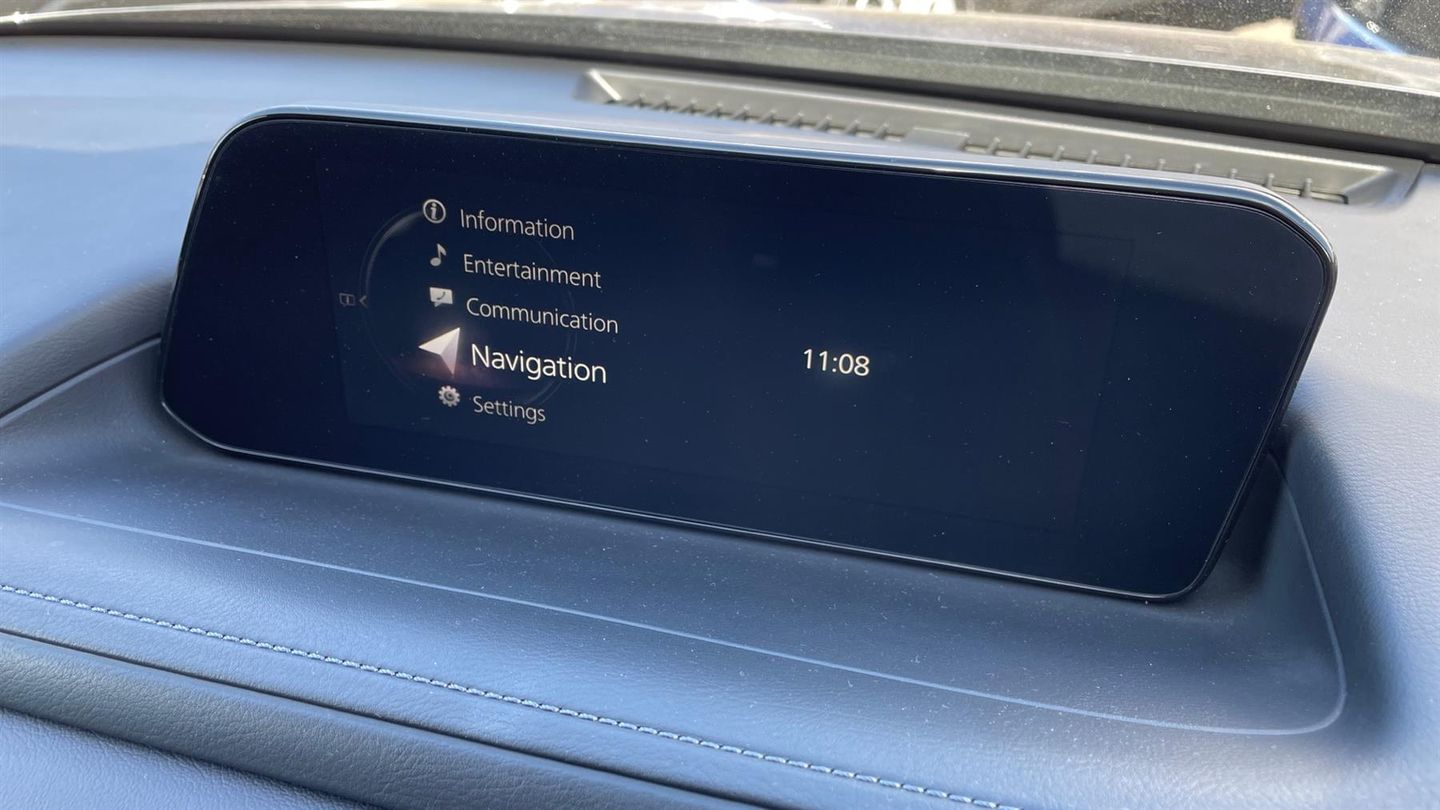 Information
Entertainment
Communication
Navigation
11:08
Settings